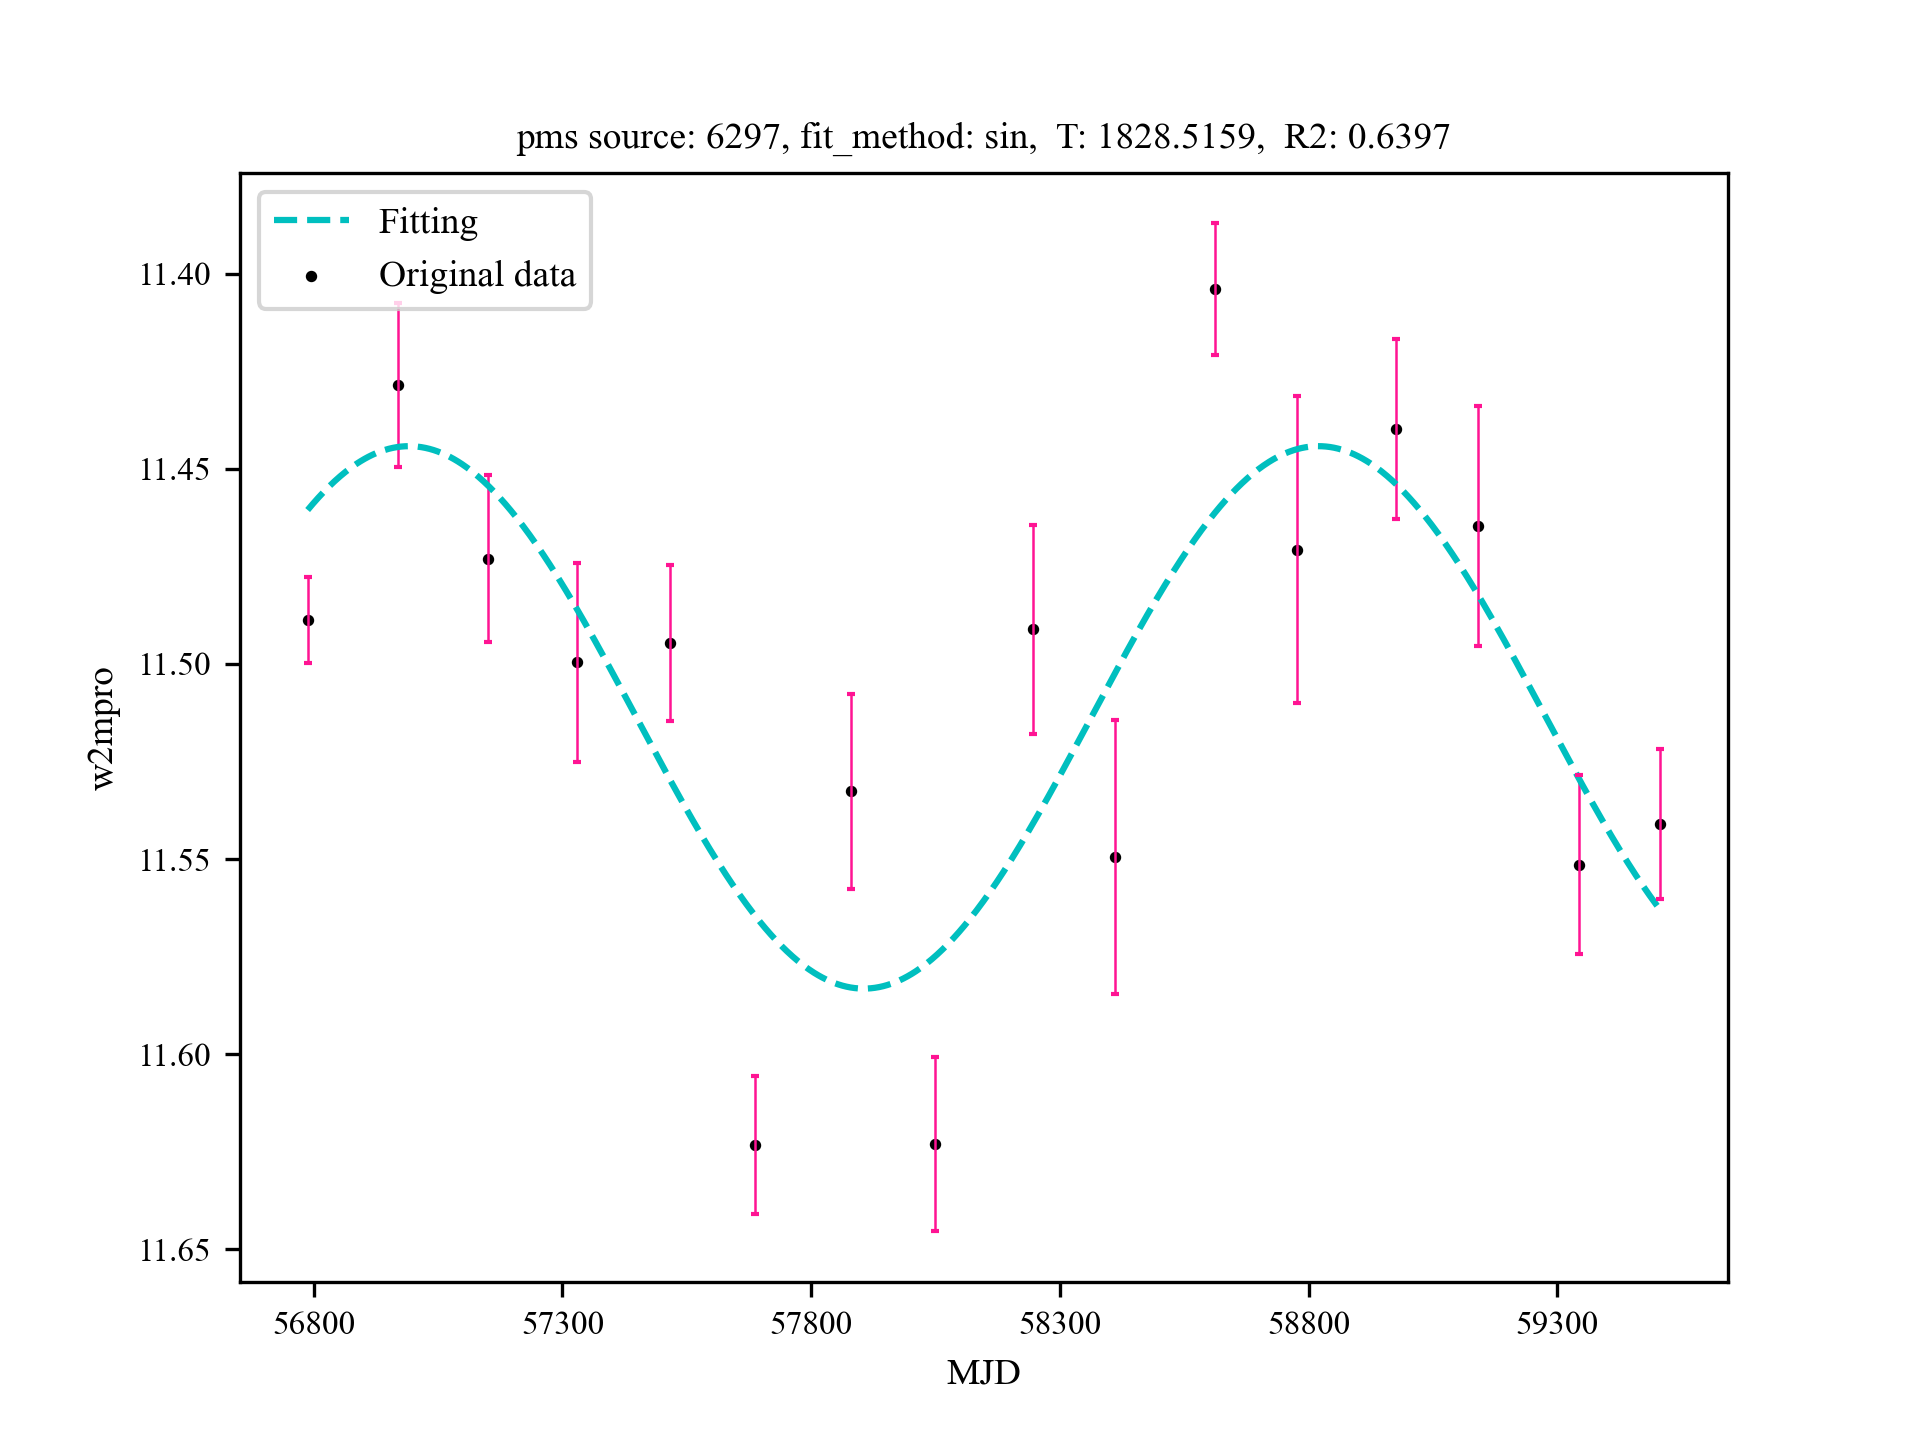 pms source: 6297, fit_method: sin,  T: 1828.5159,  R2: 0.6397
Fitting
Original data
11.40
11.45
11.50
11.55
11.60
11.65
w2mpro
56800
57300
57800
58300
58800
59300
MJD